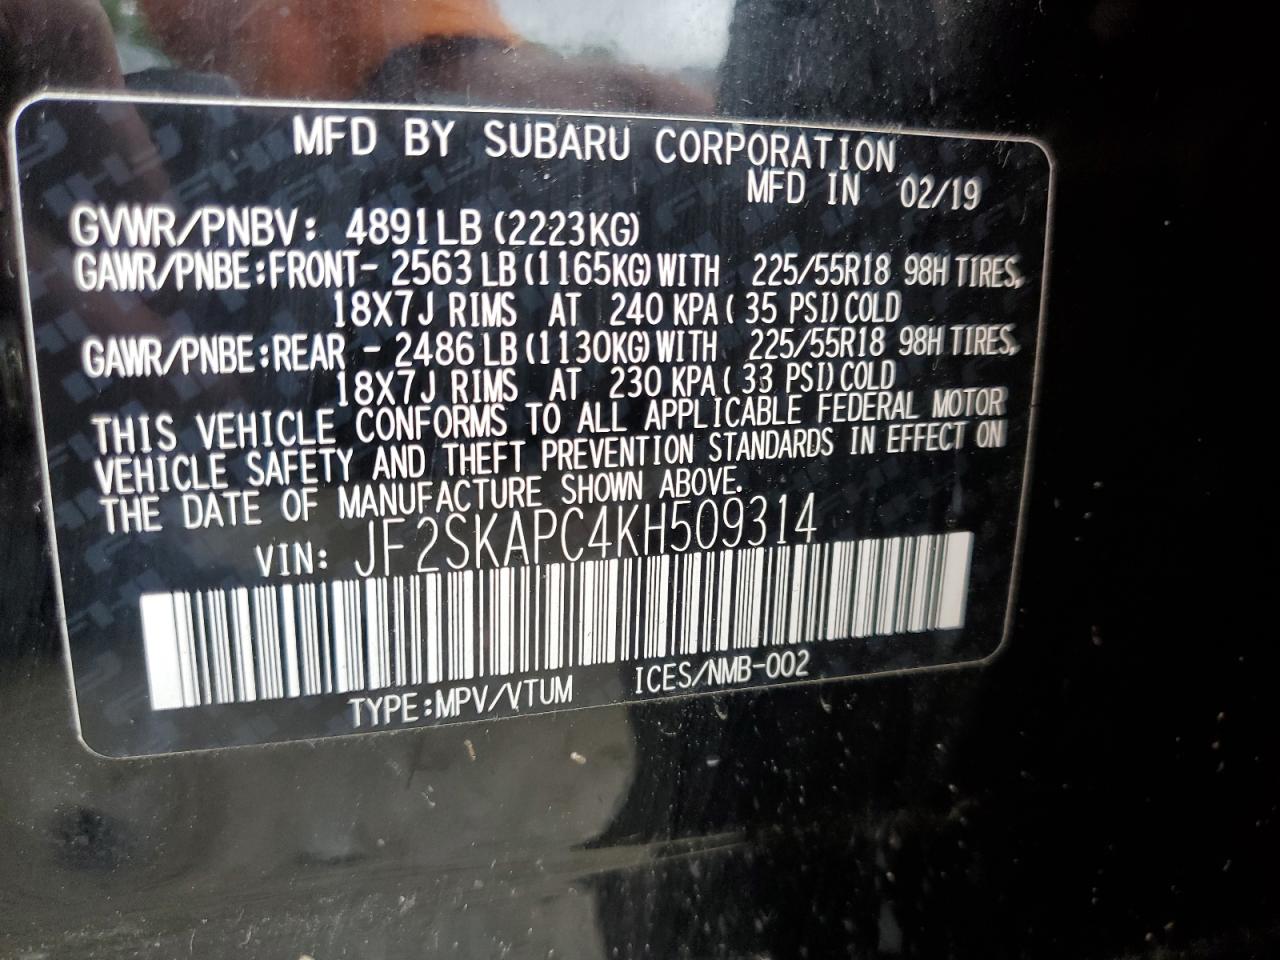 MFD BY SUBARU CORPORATION
MFD IN 02/19
GVWR/PNBV: 4891LB (2223KG)
GAWR/PNBE:FRONT- 2563 LB (1165KG) WITH 225/55R18 98H TIRES,
18X7J RIMS AT 240 KPA ( 35 PSI) COLD
GAWR/PNBE:REAR - 2486 LB (1130KG) WITH 225/55R18 98H TIRES,
18X7J RIMS AT 230 KPA ( 33 PSI) COLD
THIS VEHICLE CONFORMS TO ALL APPLICABLE FEDERAL MOTOR
VEHICLE SAFETY AND THEFT PREVENTION STANDARDS IN EFFECT ON
THE DATE OF MANUFACTURE SHOWN ABOVE.
VIN: JF2SKAPC4KH509314
TYPE:MPV/VTUM ICES/NMB-002